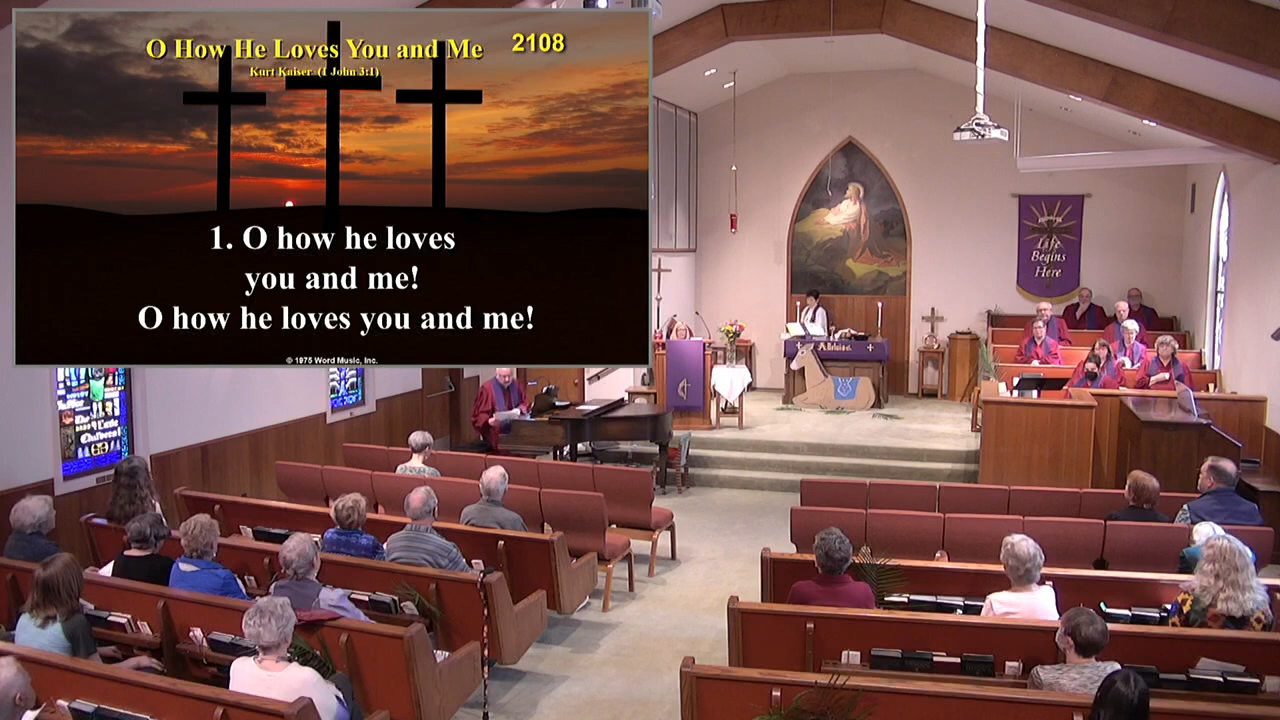 O How He Loves You and Me 2108
Kurt Kaiser (1 John 3:1)
1. O how he loves
you and me!
O how he loves you and me!
© 1975 Word Music, Inc.
Life
Begins
Here
Alleluia